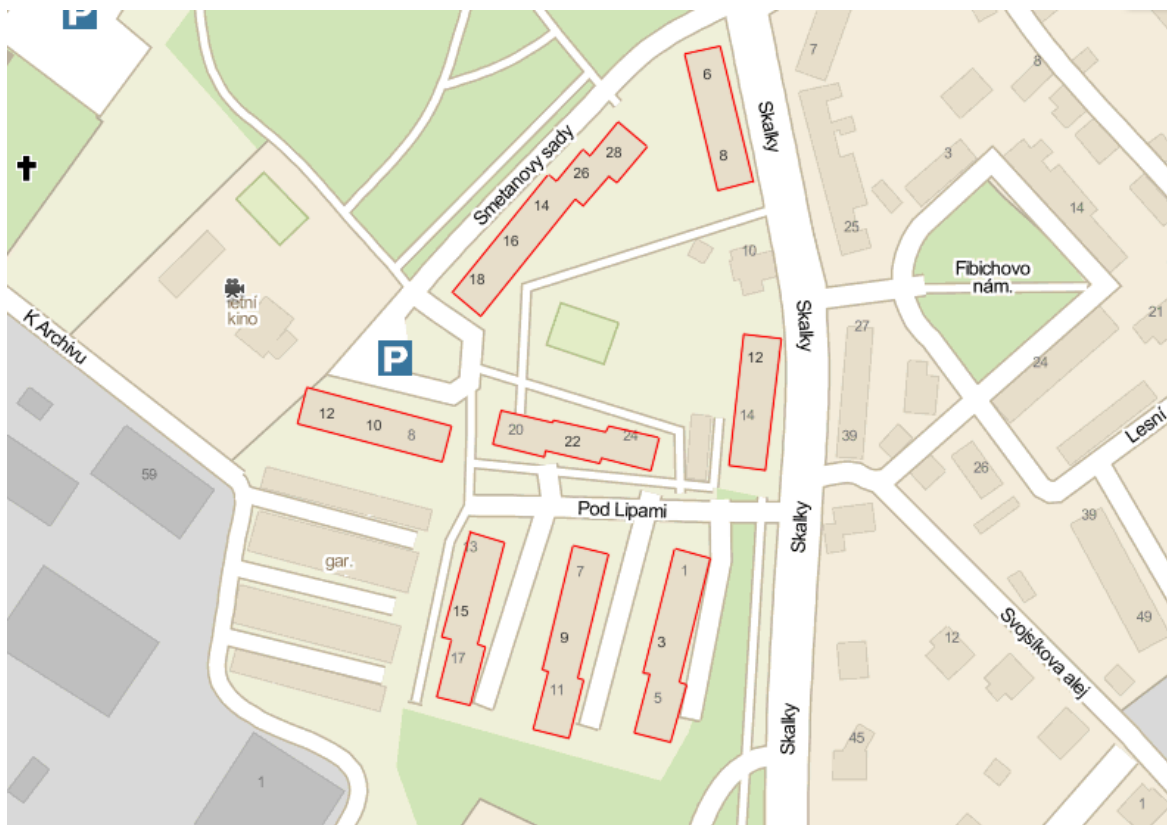 P
7
8
6
Skalky
28
Smetanovy sady
26
8
3
14
14
16
25
10
18
Fibichovo
nám.
letní
kino
K Archivu
Skalky
27
21
P
12
24
12
10
8
20
22
24
14
39
Lesní
59
26
Pod Lipami
Skalky
39
13
gar.
7
1
15
9
3
Svojsíkova alej
12
49
17
11
5
Skalky
45
1
1